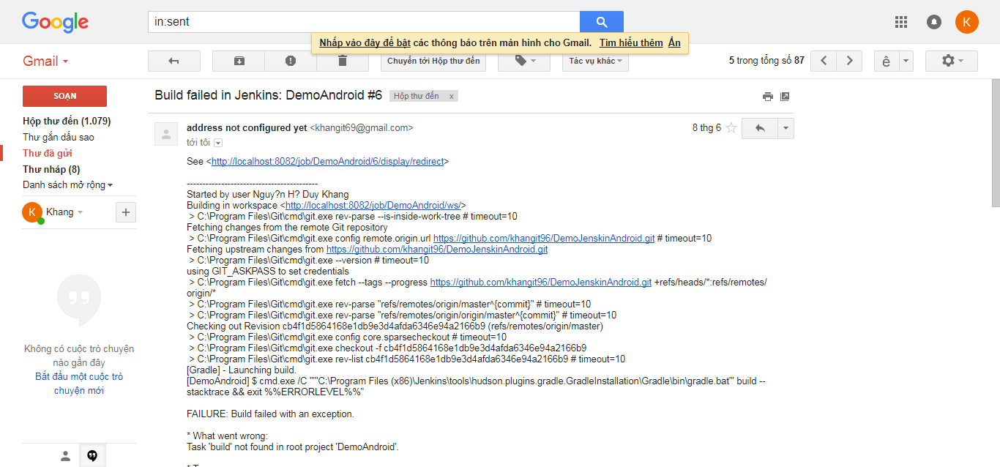 Google
in:sent
K
Nhấp vào đây để bật các thông báo trên màn hình cho Gmail. Tìm hiểu thêm Ẩn
Gmail
Chuyển tới Hộp thư đến
Tác vụ khác
5 trong tổng số 87
ê
SOẠN
Hộp thư đến (1.079)
Thư gắn dấu sao
Thư đã gửi
Thư nháp (8)
Danh sách mở rộng
K
Khang
+
Không có cuộc trò chuyện
nào gần đây
Bắt đầu một cuộc trò
chuyện mới
Build failed in Jenkins: DemoAndroid #6
Hộp thư đến x
address not configured yet <khangit69@gmail.com>
8 thg 6
tới tôi
See <http://localhost:8082/job/DemoAndroid/6/display/redirect>
------------------------------------------
Started by user Nguy?n H? Duy Khang
Building in workspace <http://localhost:8082/job/DemoAndroid/ws/>
> C:\Program Files\Git\cmd\git.exe rev-parse --is-inside-work-tree # timeout=10
Fetching changes from the remote Git repository
> C:\Program Files\Git\cmd\git.exe config remote.origin.url https://github.com/khangit96/DemoJenskinAndroid.git # timeout=10
Fetching upstream changes from https://github.com/khangit96/DemoJenskinAndroid.git
> C:\Program Files\Git\cmd\git.exe --version # timeout=10
using GIT_ASKPASS to set credentials
> C:\Program Files\Git\cmd\git.exe fetch --tags --progress https://github.com/khangit96/DemoJenskinAndroid.git +refs/heads/*:refs/remotes/
origin/*
> C:\Program Files\Git\cmd\git.exe rev-parse "refs/remotes/origin/master^{commit}" # timeout=10
> C:\Program Files\Git\cmd\git.exe rev-parse "refs/remotes/origin/origin/master^{commit}" # timeout=10
Checking out Revision cb4f1d5864168e1db9e3d4afda6346e94a2166b9 (refs/remotes/origin/master)
> C:\Program Files\Git\cmd\git.exe config core.sparsecheckout # timeout=10
> C:\Program Files\Git\cmd\git.exe checkout -f cb4f1d5864168e1db9e3d4afda6346e94a2166b9
> C:\Program Files\Git\cmd\git.exe rev-list cb4f1d5864168e1db9e3d4afda6346e94a2166b9 # timeout=10
[Gradle] - Launching build.
[DemoAndroid] $ cmd.exe /C '""C:\Program Files (x86)\Jenkins\tools\hudson.plugins.gradle.GradleInstallation\Gradle\bin\gradle.bat"' build --
stacktrace && exit %%ERRORLEVEL%%"
FAILURE: Build failed with an exception.
* What went wrong:
Task 'build' not found in root project 'DemoAndroid'.